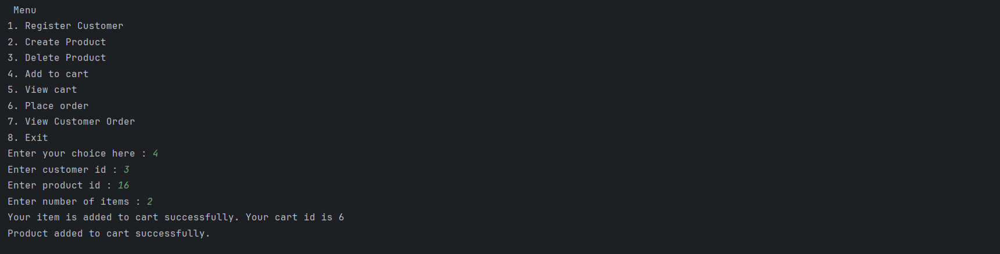 Menu
1. Register Customer
2. Create Product
3. Delete Product
4. Add to cart
5. View cart
6. Place order
7. View Customer Order
8. Exit
Enter your choice here : 4
Enter customer id : 3
Enter product id : 16
Enter number of items : 2
Your item is added to cart successfully. Your cart id is 6
Product added to cart successfully.